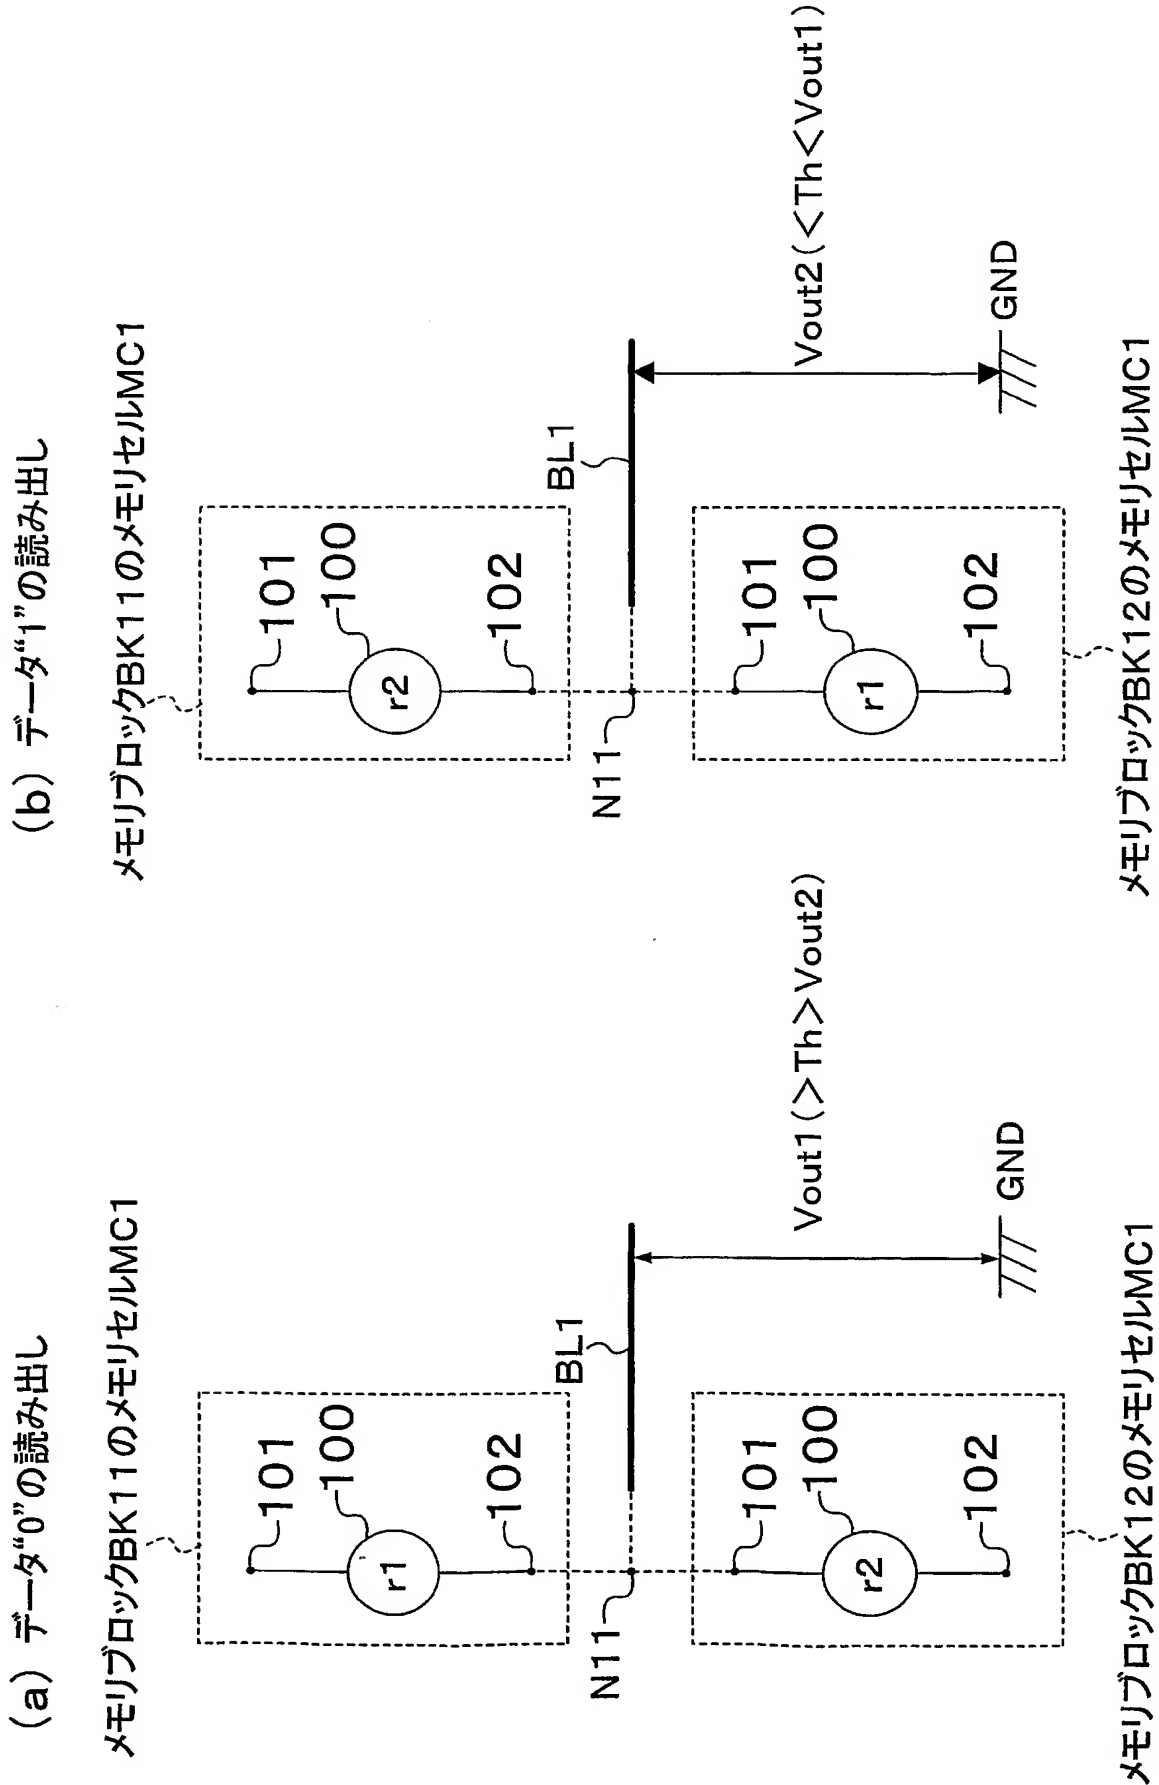 (a) データ“0”の読み出し
メモリブロックBK11のメモリセルMC1
101
r1
100
102
N11
BL1
101
r2
100
102
Vout1(>Th>Vout2)
GND
メモリブロックBK12のメモリセルMC1
(b) データ“1”の読み出し
メモリブロックBK11のメモリセルMC1
101
r2
100
102
N11
BL1
101
r1
100
102
Vout2(<Th<Vout1)
GND
メモリブロックBK12のメモリセルMC1